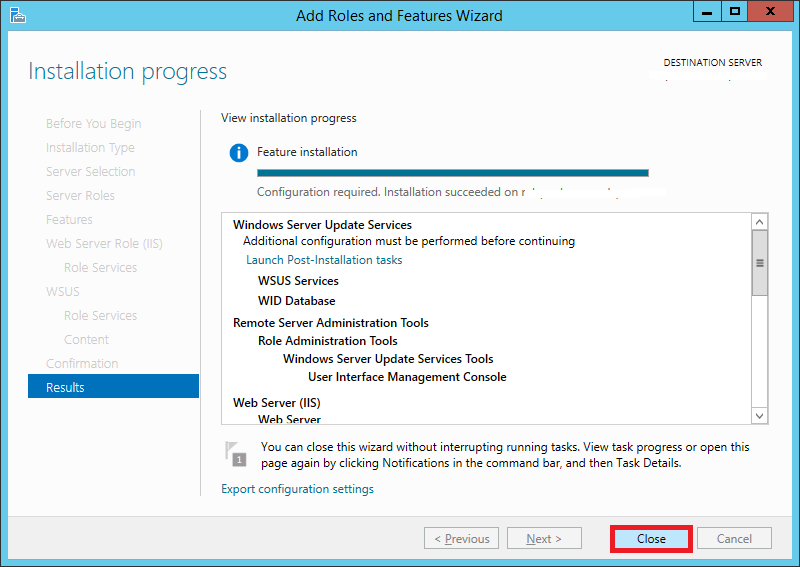 Add Roles and Features Wizard
Installation progress
DESTINATION SERVER
Before You Begin
Installation Type
Server Selection
Server Roles
Features
Web Server Role (IIS)
Role Services
WSUS
Role Services
Content
Confirmation
Results
View installation progress
Feature installation
Configuration required. Installation succeeded on
Windows Server Update Services
Additional configuration must be performed before continuing
Launch Post-Installation tasks
WSUS Services
WID Database
Remote Server Administration Tools
Role Administration Tools
Windows Server Update Services Tools
User Interface Management Console
Web Server (IIS)
Web Server
1
You can close this wizard without interrupting running tasks. View task progress or open this
page again by clicking Notifications in the command bar, and then Task Details.
Export configuration settings
< Previous
Next >
Close
Cancel